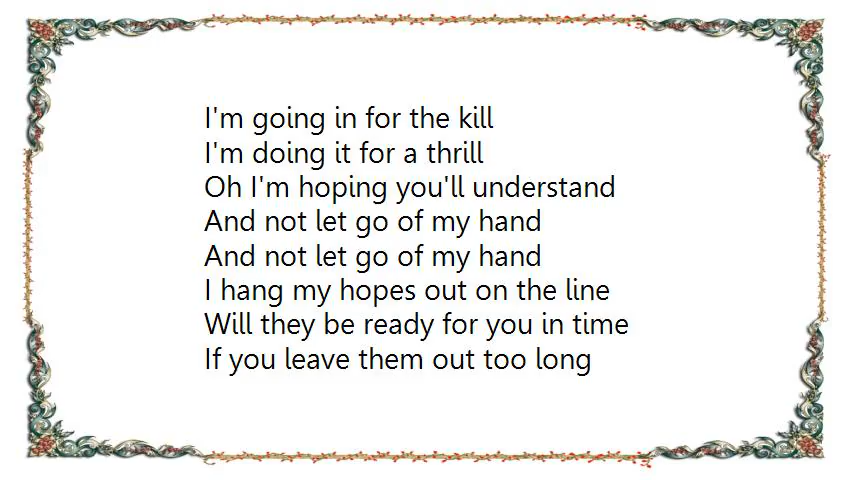 I'm going in for the kill
I'm doing it for a thrill
Oh I'm hoping you'll understand
And not let go of my hand
And not let go of my hand
I hang my hopes out on the line
Will they be ready for you in time
If you leave them out too long